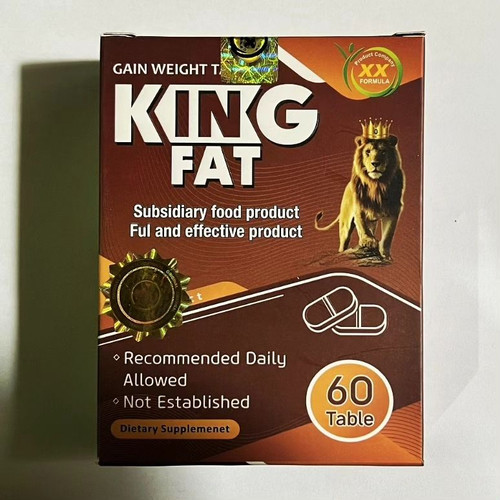 GAIN WEIGHT
Product Company
XX
FORMULA
KING
FAT
Subsidiary food product
Ful and effective product
Recommended Daily
Allowed
Not Established
60
Table
Dietary Supplemenet